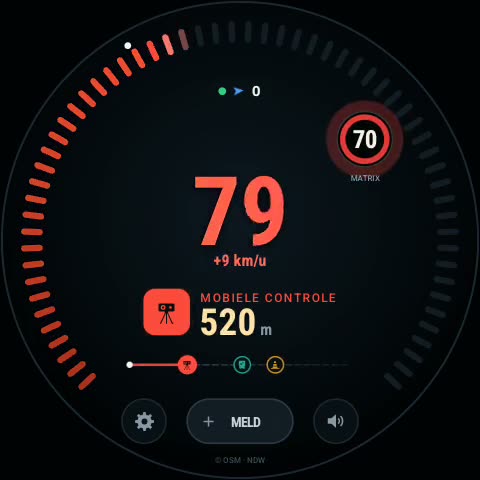 0
70
MATRIX
79
+9 km/u
MOBIELE CONTROLE
520 m
+ MELD
© OSM · NDW